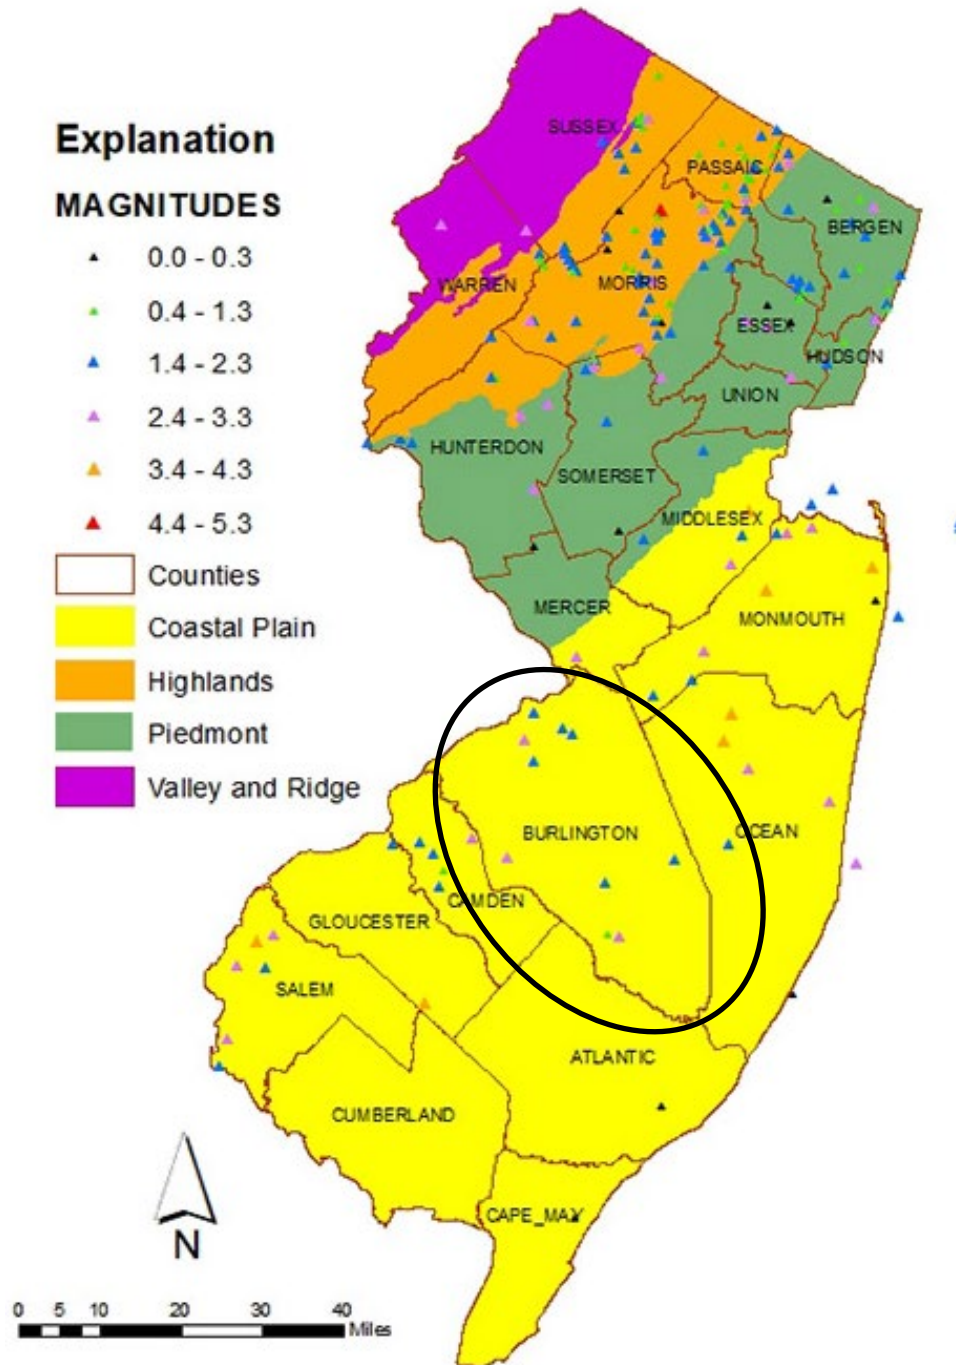 Explanation
MAGNITUDES
0.0 - 0.3
0.4 - 1.3
1.4 - 2.3
2.4 - 3.3
3.4 - 4.3
4.4 - 5.3
Counties
Coastal Plain
Highlands
Piedmont
Valley and Ridge
SUSSEX
PASSAIC
BERGEN
WARREN
MORRIS
ESSEX
HUDSON
UNION
HUNTERDON
SOMERSET
MIDDLESEX
MERCER
MONMOUTH
BURLINGTON
OCEAN
CAMDEN
GLOUCESTER
SALEM
ATLANTIC
CUMBERLAND
CAPE_MAY
N
0 5 10 20 30 40
Miles